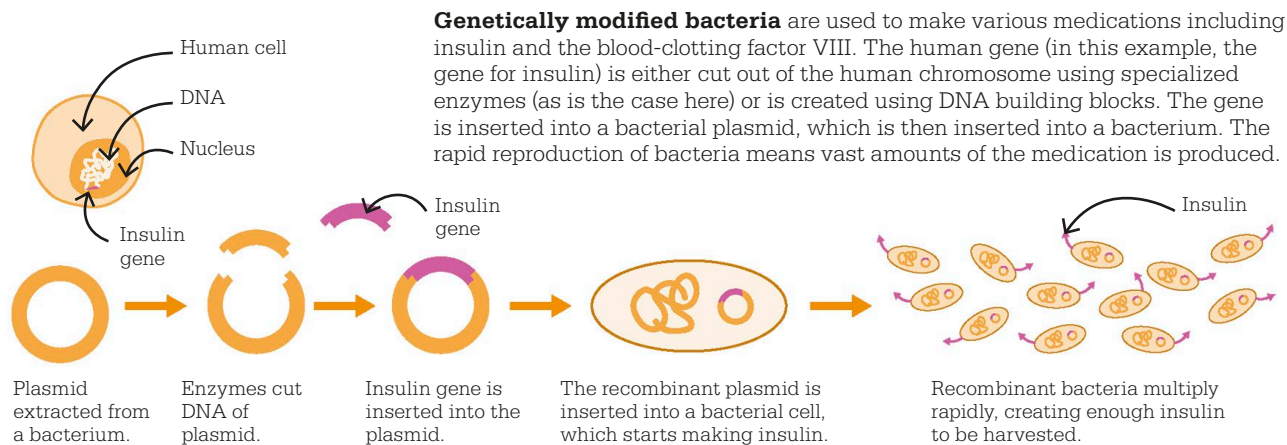 Genetically modified bacteria are used to make various medications including
insulin and the blood-clotting factor VIII. The human gene (in this example, the
gene for insulin) is either cut out of the human chromosome using specialized
enzymes (as is the case here) or is created using DNA building blocks. The gene
is inserted into a bacterial plasmid, which is then inserted into a bacterium. The
rapid reproduction of bacteria means vast amounts of the medication is produced.
Human cell
DNA
Nucleus
Insulin
gene
Insulin
gene
Insulin
Plasmid
extracted from
a bacterium.
Enzymes cut
DNA of
plasmid.
Insulin gene is
inserted into the
plasmid.
The recombinant plasmid is
inserted into a bacterial cell,
which starts making insulin.
Recombinant bacteria multiply
rapidly, creating enough insulin
to be harvested.